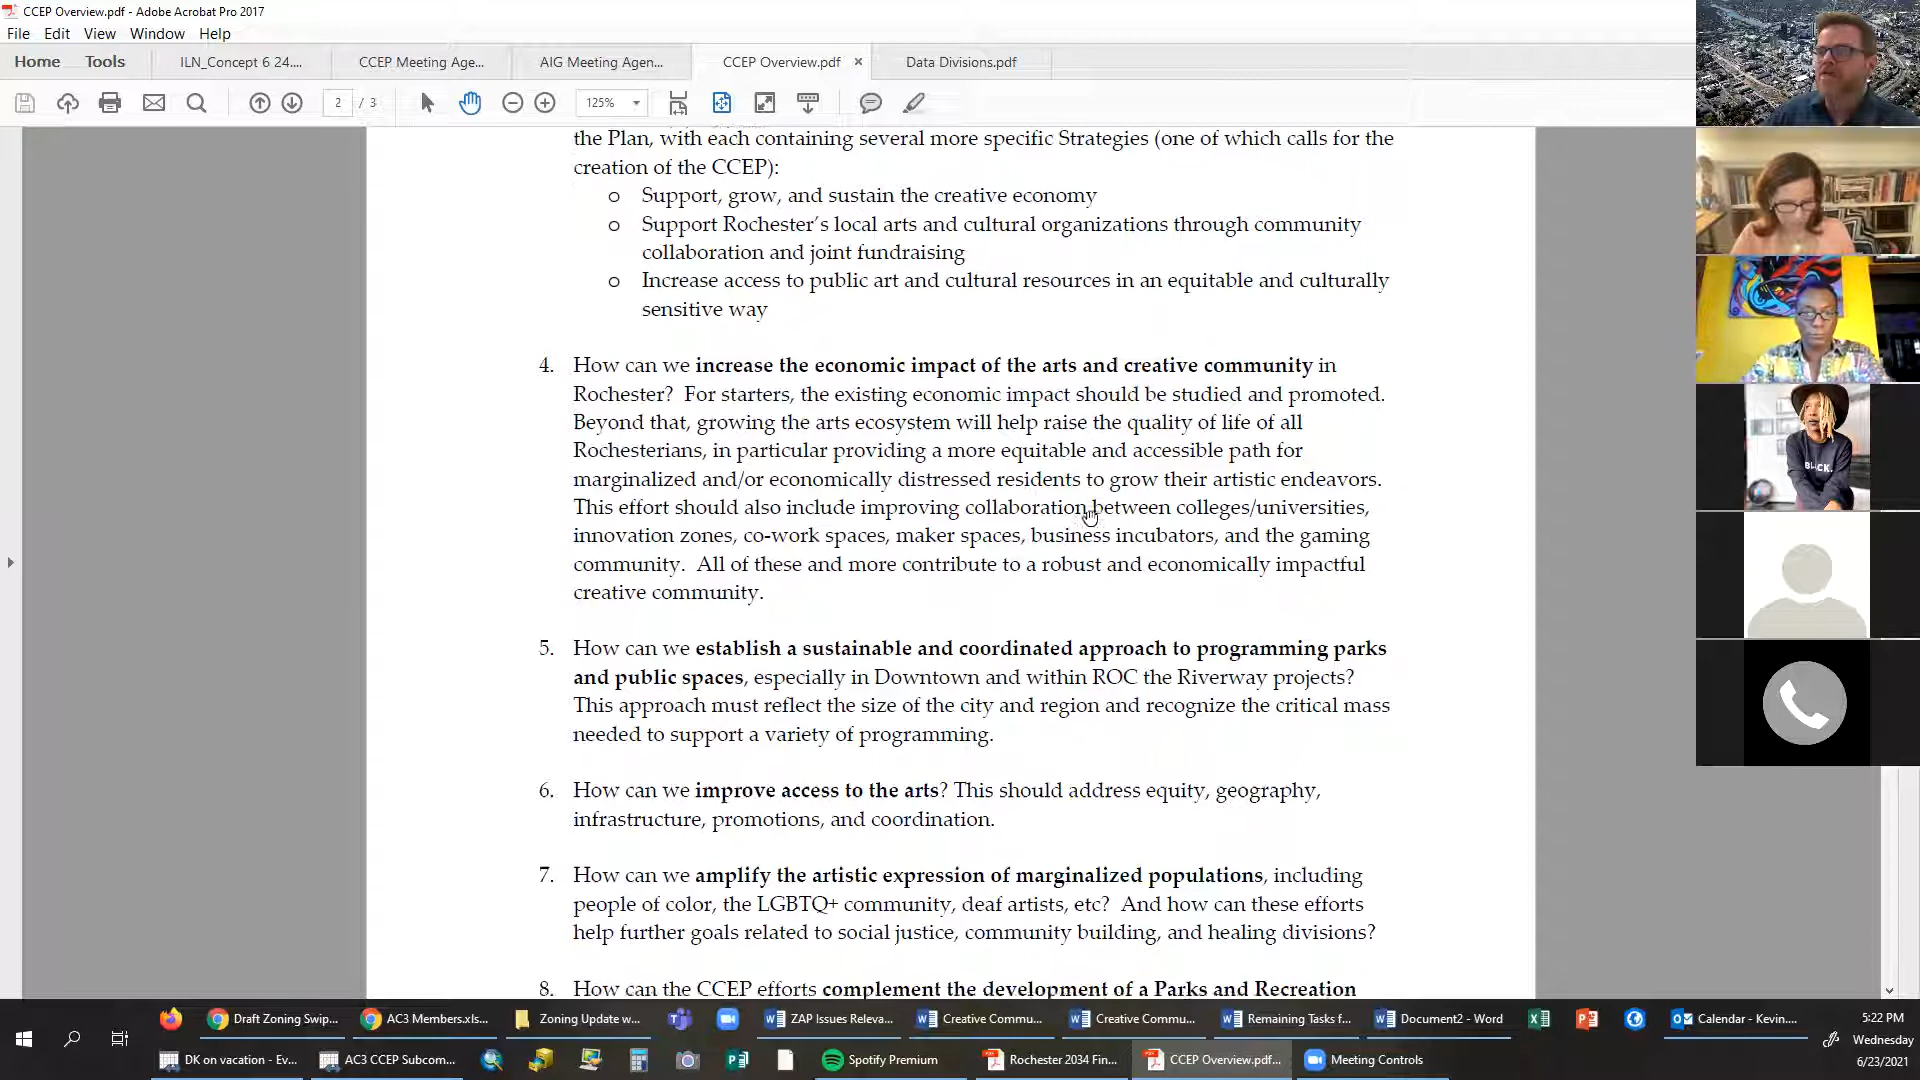 CCEP Overview.pdf - Adobe Acrobat Pro 2017
File Edit View Window Help
Home Tools ILN_Concept 6 24.... CCEP Meeting Age... AIG Meeting Agen... CCEP Overview.pdf × Data Divisions.pdf
2 / 3 125%
the Plan, with each containing several more specific Strategies (one of which calls for the
creation of the CCEP):
o Support, grow, and sustain the creative economy
o Support Rochester's local arts and cultural organizations through community
collaboration and joint fundraising
o Increase access to public art and cultural resources in an equitable and culturally
sensitive way
4. How can we increase the economic impact of the arts and creative community in
Rochester? For starters, the existing economic impact should be studied and promoted.
Beyond that, growing the arts ecosystem will help raise the quality of life of all
Rochesterians, in particular providing a more equitable and accessible path for
marginalized and/or economically distressed residents to grow their artistic endeavors.
This effort should also include improving collaboration between colleges/universities,
innovation zones, co-work spaces, maker spaces, business incubators, and the gaming
community. All of these and more contribute to a robust and economically impactful
creative community.
5. How can we establish a sustainable and coordinated approach to programming parks
and public spaces, especially in Downtown and within ROC the Riverway projects?
This approach must reflect the size of the city and region and recognize the critical mass
needed to support a variety of programming.
6. How can we improve access to the arts? This should address equity, geography,
infrastructure, promotions, and coordination.
7. How can we amplify the artistic expression of marginalized populations, including
people of color, the LGBTQ+ community, deaf artists, etc? And how can these efforts
help further goals related to social justice, community building, and healing divisions?
8. How can the CCEP efforts complement the development of a Parks and Recreation
BLACK.
Draft Zoning Swip... AC3 Members.xls... Zoning Update w... ZAP Issues Releva... Creative Commu... Creative Commu... Remaining Tasks f... Document2 - Word Calendar - Kevin....
DK on vacation - Ev... AC3 CCEP Subcom... Spotify Premium Rochester 2034 Fin... CCEP Overview.pdf... Meeting Controls
5:22 PM
Wednesday
6/23/2021